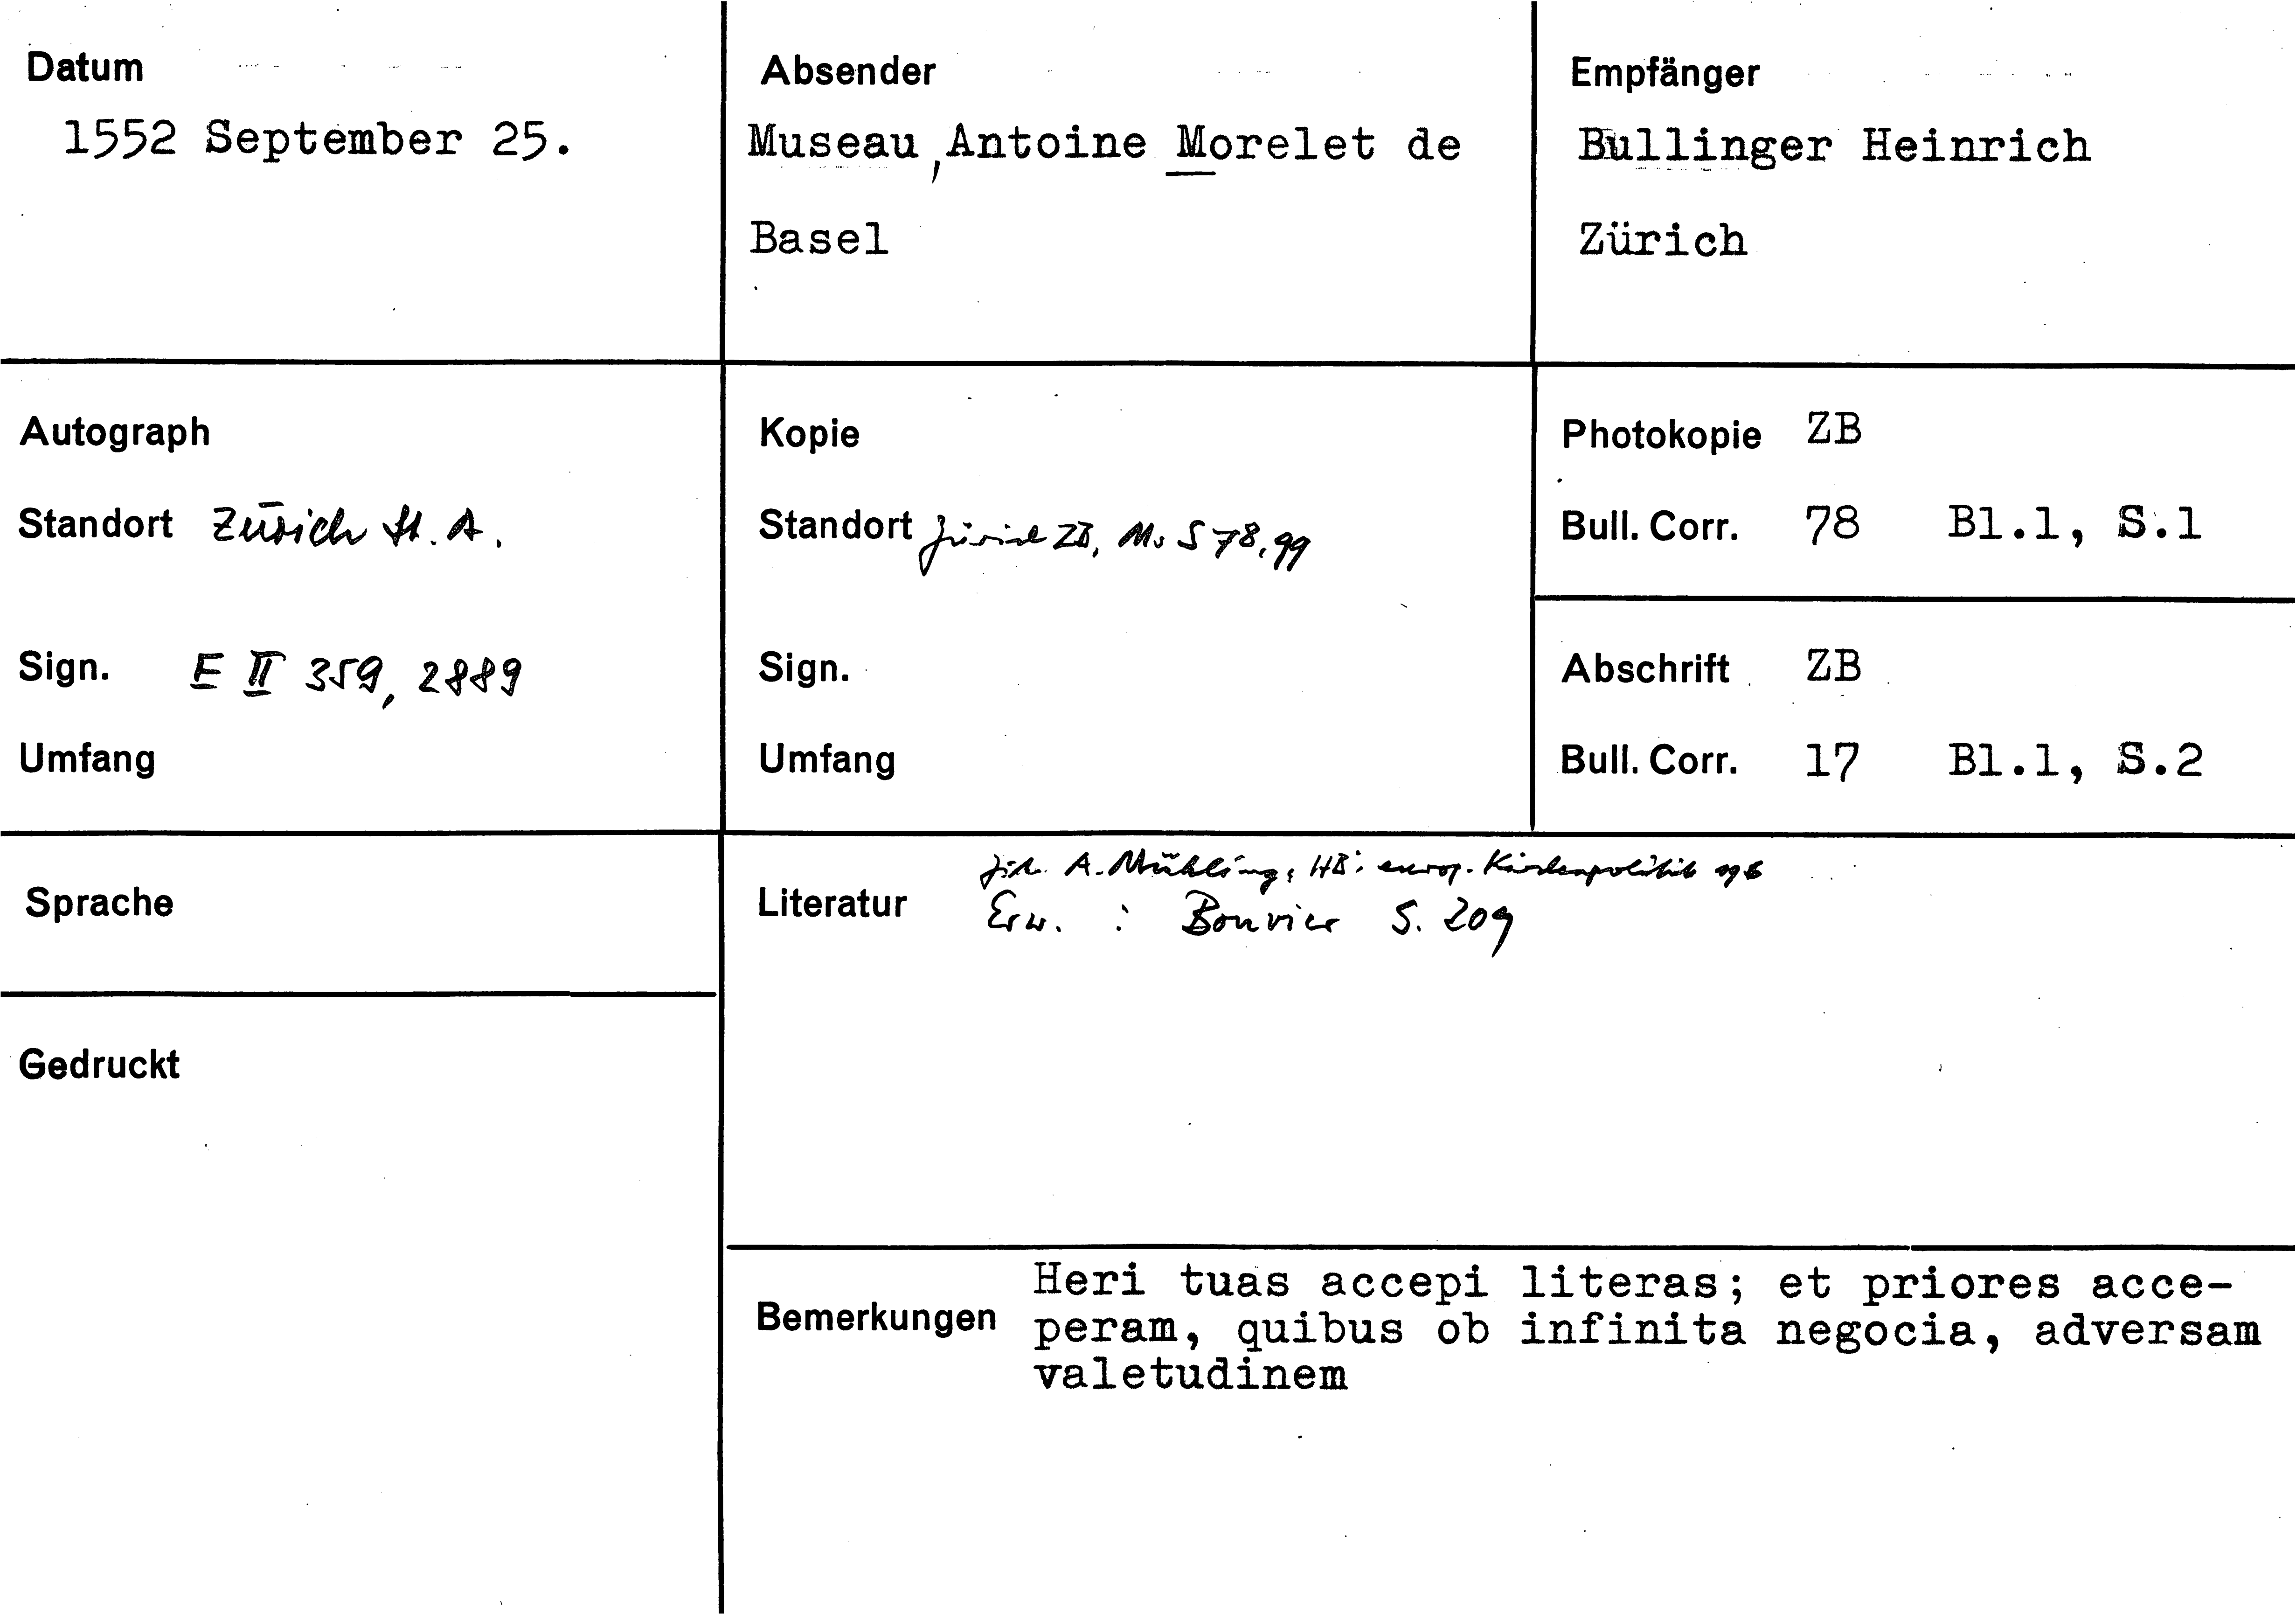 Datum
1552 September 25.
Absender
Museau, Antoine Morelet de
Basel
Empfänger
Bullinger Heinrich
Zürich
Autograph
Standort Zürich St. A.
Sign. E II 359, 2889
Umfang
Kopie
Standort Zürich ZB, Ms S 78, 99
Sign.
Umfang
Photokopie ZB
Bull. Corr. 78 Bl.1, S.1
Abschrift ZB
Bull. Corr. 17 Bl.1, S.2
Sprache
Gedruckt
Literatur
A. Mühling, HB: europ. Kirchenpolitik
Erw. : Bouvier S. 209
Bemerkungen
Heri tuas accepi literas; et priores acce-
peram, quibus ob infinita negocia, adversam
valetudinem